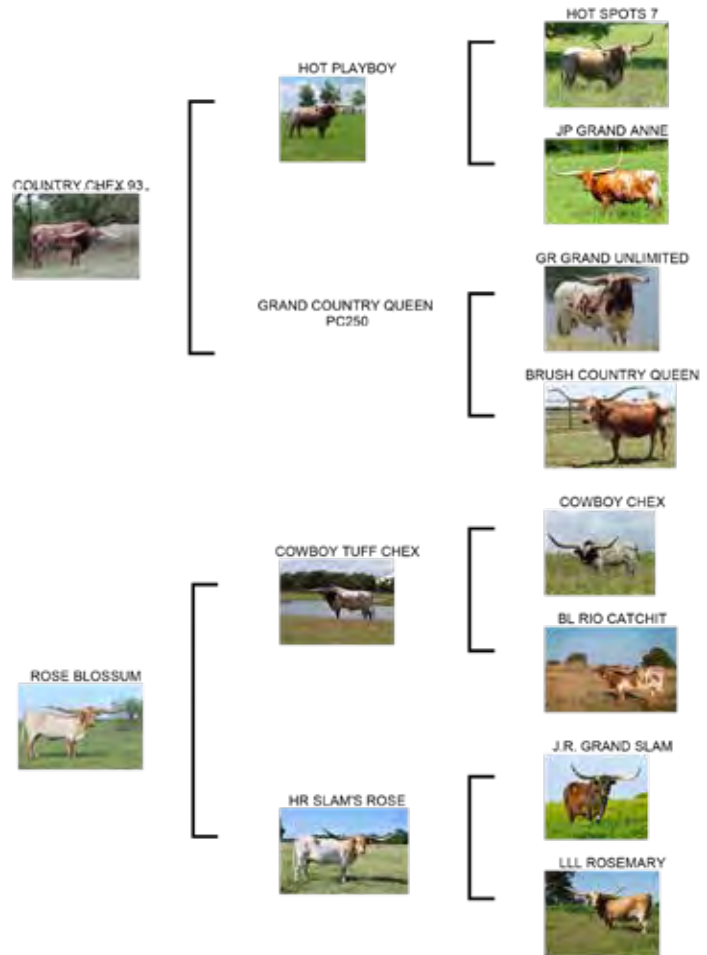 HOT SPOTS 7
HOT PLAYBOY
JP GRAND ANNE
COUNTRY CHEX 93
GR GRAND UNLIMITED
GRAND COUNTRY QUEEN
PC250
BRUSH COUNTRY QUEEN
COWBOY CHEX
COWBOY TUFF CHEX
BL RIO CATCHIT
ROSE BLOSSUM
J.R. GRAND SLAM
HR SLAM'S ROSE
LLL ROSEMARY